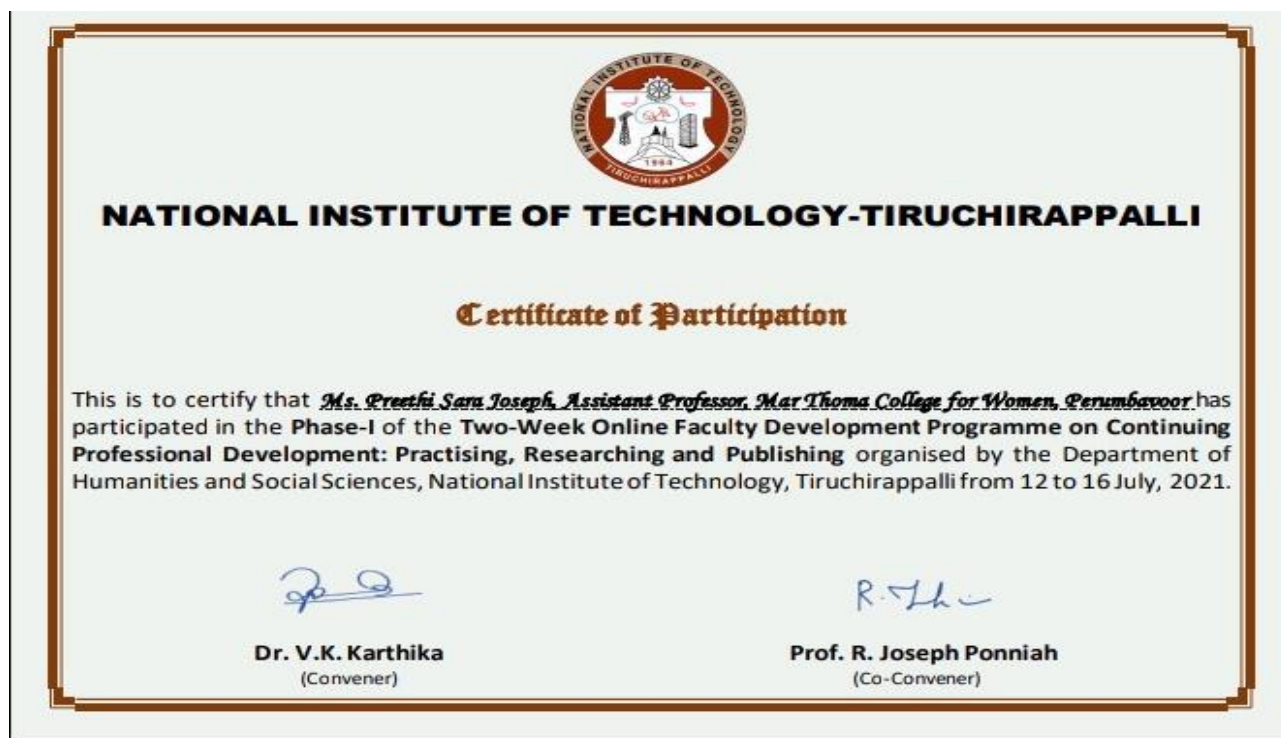 NATIONAL INSTITUTE OF TECHNOLOGY
1964
TIRUCHIRAPPALLI
NATIONAL INSTITUTE OF TECHNOLOGY-TIRUCHIRAPPALLI
Certificate of Participation
This is to certify that Ms. Preethi Sara Joseph, Assistant Professor, Mar Thoma College for Women, Perumbavoor has
participated in the Phase-I of the Two-Week Online Faculty Development Programme on Continuing
Professional Development: Practising, Researching and Publishing organised by the Department of
Humanities and Social Sciences, National Institute of Technology, Tiruchirappalli from 12 to 16 July, 2021.
Dr. V.K. Karthika
Prof. R. Joseph Ponniah
(Convener)
(Co-Convener)